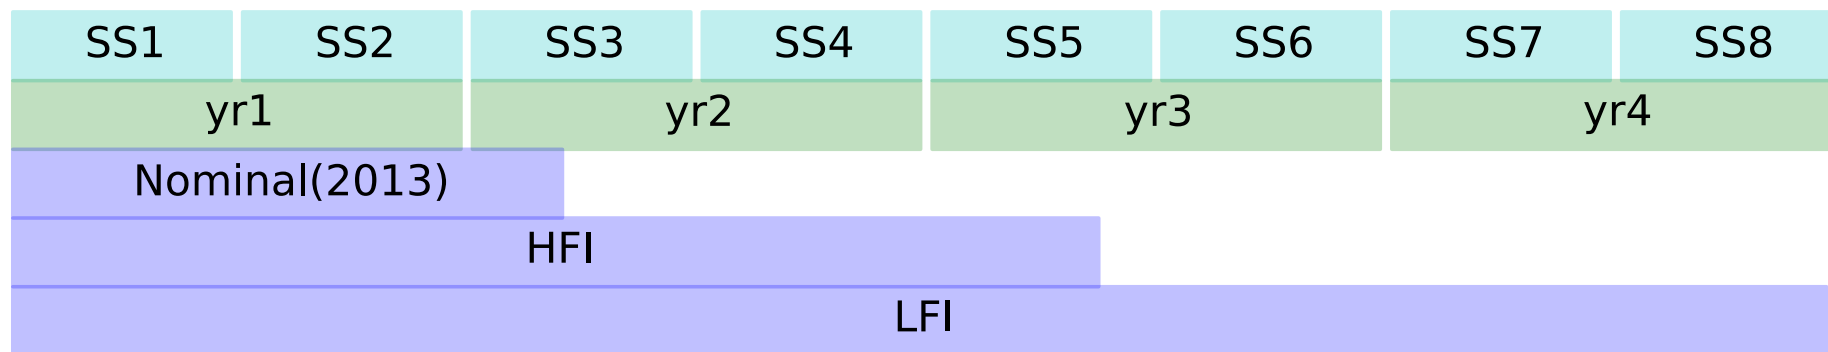 SS1 SS2 SS3 SS4 SS5 SS6 SS7 SS8
yr1 yr2 yr3 yr4
Nominal(2013)
HFI
LFI